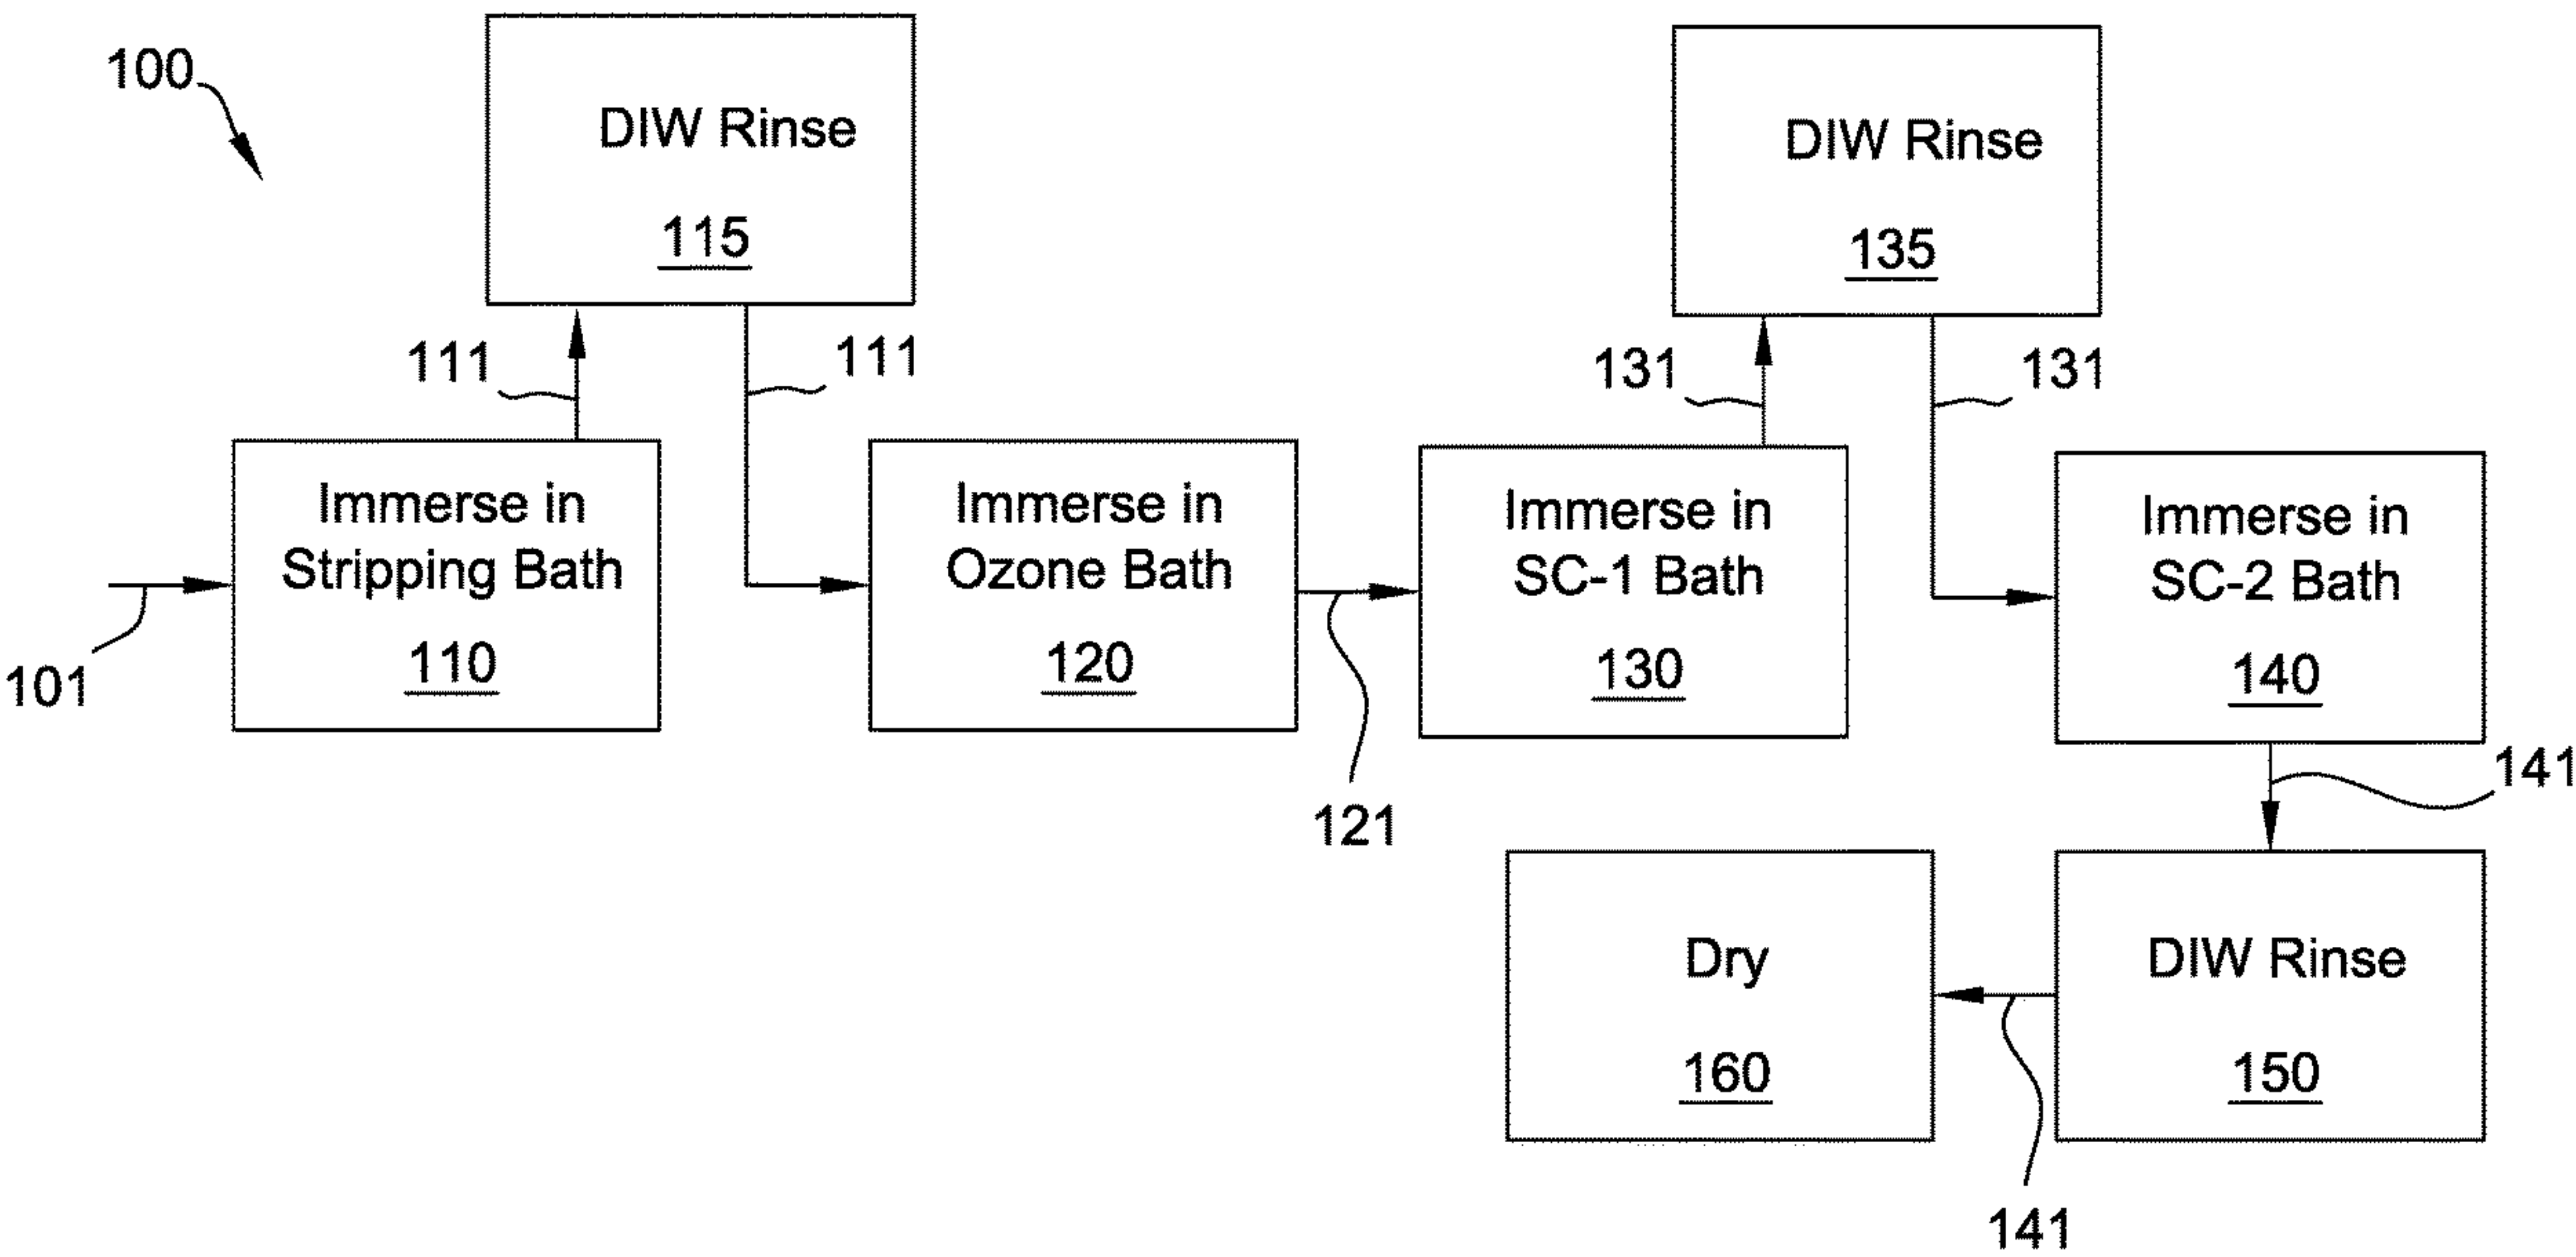 100
DIW Rinse
115
DIW Rinse
135
111
111
131
131
Immerse in
Stripping Bath
110
Immerse in
Ozone Bath
120
Immerse in
SC-1 Bath
130
Immerse in
SC-2 Bath
140
101
121
141
Dry
160
DIW Rinse
150
141